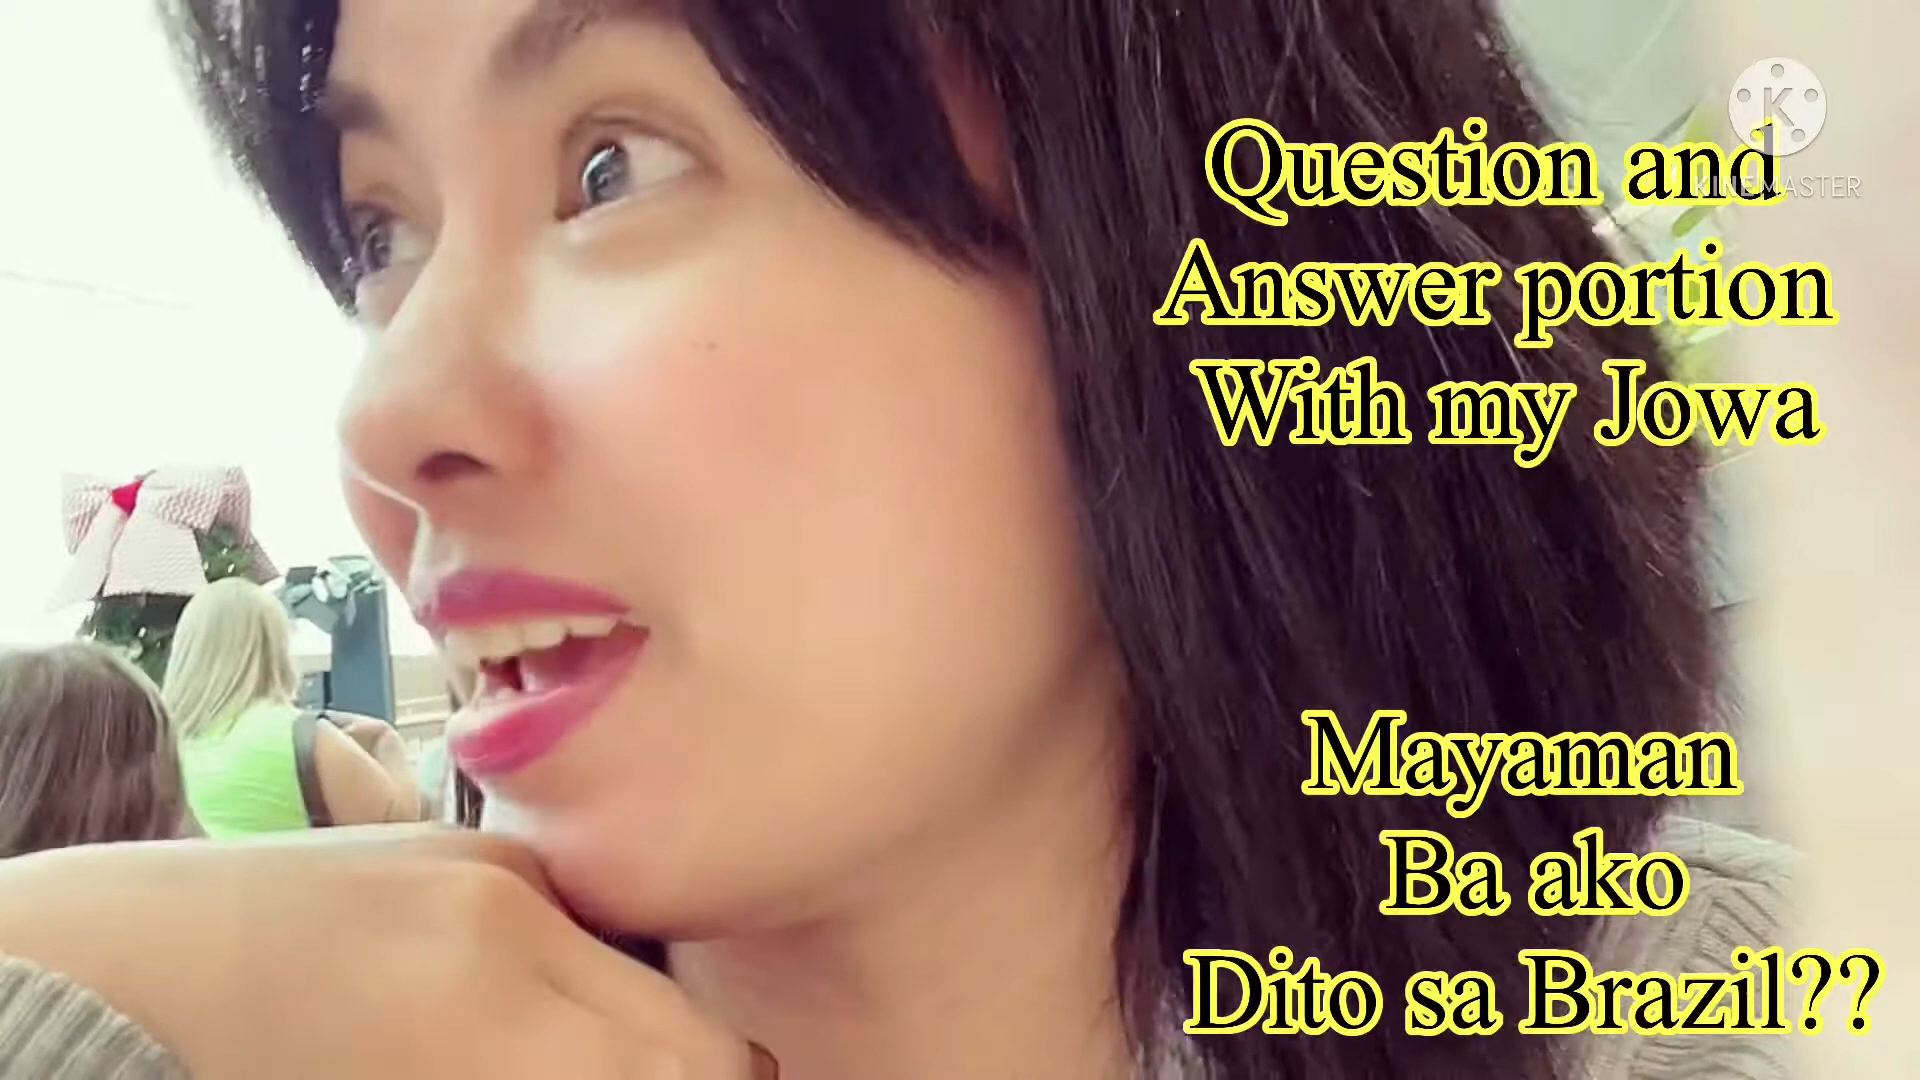 Question and
KINEMASTER
Answer portion
With my Jowa
Mayaman
Ba ako
Dito sa Brazil??